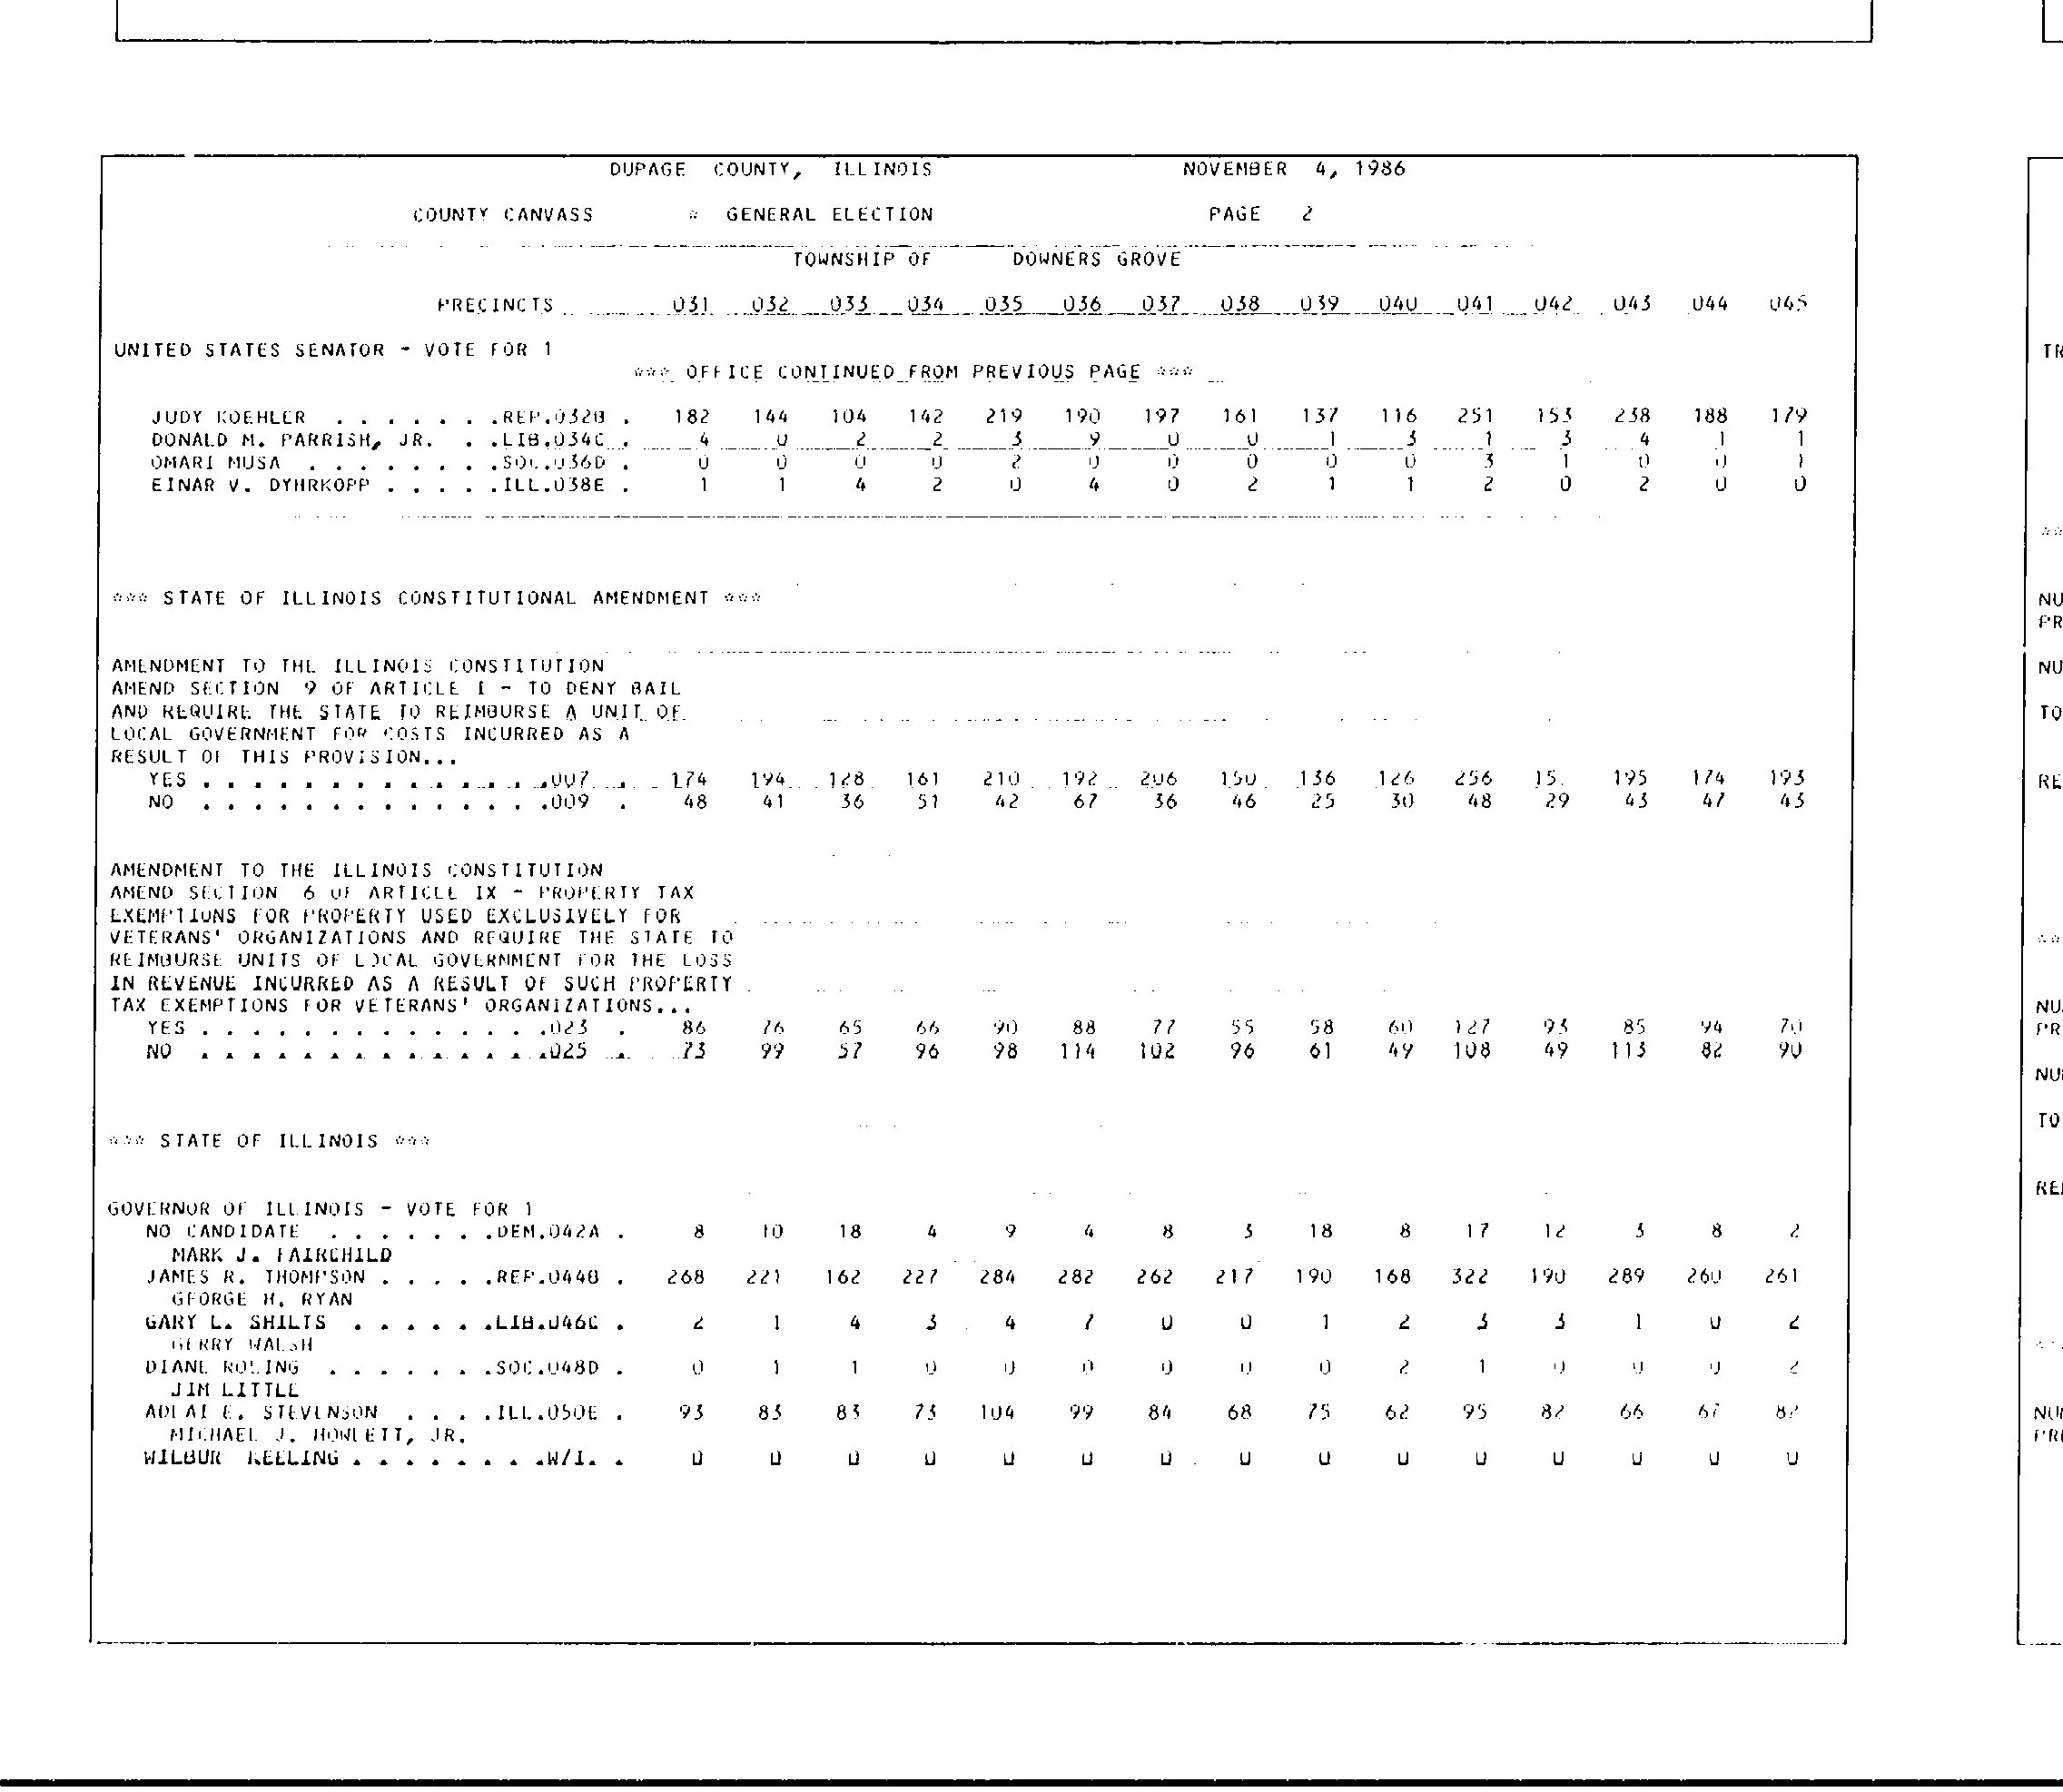 DUPAGE COUNTY, ILLINOIS NOVEMBER 4, 1986
COUNTY CANVASS * GENERAL ELECTION PAGE 2
TOWNSHIP OF DOWNERS GROVE
PRECINCTS 031 032 033 034 035 036 037 038 039 040 041 042 043 044 045
UNITED STATES SENATOR - VOTE FOR 1
*** OFFICE CONTINUED FROM PREVIOUS PAGE ***
JUDY KOEHLER . . . . . . .REP.032B . 182 144 104 142 219 190 197 161 137 116 251 153 238 188 179
DONALD M. PARRISH, JR. . .LIB.034C . 4 0 2 2 3 9 0 0 1 3 1 3 4 1 1
OMARI MUSA . . . . . . . .SOC.036D . 0 0 0 0 2 0 0 0 0 0 3 1 0 0 1
EINAR V. DYHRKOPP . . . . .ILL.038E . 1 1 4 2 0 4 0 2 1 1 2 0 2 0 0
*** STATE OF ILLINOIS CONSTITUTIONAL AMENDMENT ***
AMENDMENT TO THE ILLINOIS CONSTITUTION
AMEND SECTION 9 OF ARTICLE I - TO DENY BAIL
AND REQUIRE THE STATE TO REIMBURSE A UNIT OF
LOCAL GOVERNMENT FOR COSTS INCURRED AS A
RESULT OF THIS PROVISION...
YES . . . . . . . . . . . . . .007 . 174 194 128 161 210 192 206 150 136 126 256 15 195 174 193
NO . . . . . . . . . . . . . .009 . 48 41 36 51 42 67 36 46 25 30 48 29 43 47 43
AMENDMENT TO THE ILLINOIS CONSTITUTION
AMEND SECTION 6 OF ARTICLE IX - PROPERTY TAX
EXEMPTIONS FOR PROPERTY USED EXCLUSIVELY FOR
VETERANS' ORGANIZATIONS AND REQUIRE THE STATE TO
REIMBURSE UNITS OF LOCAL GOVERNMENT FOR THE LOSS
IN REVENUE INCURRED AS A RESULT OF SUCH PROPERTY
TAX EXEMPTIONS FOR VETERANS' ORGANIZATIONS...
YES . . . . . . . . . . . . . .023 . 86 76 65 66 90 88 77 55 58 60 127 93 85 94 70
NO . . . . . . . . . . . . . .025 . 73 99 57 96 98 114 102 96 61 49 108 49 113 82 90
*** STATE OF ILLINOIS ***
GOVERNOR OF ILLINOIS - VOTE FOR 1
NO CANDIDATE . . . . . . .DEM.042A . 8 10 18 4 9 4 8 3 18 8 17 12 3 8 2
MARK J. FAIRCHILD
JAMES R. THOMPSON . . . . .REP.044B . 268 221 162 227 284 282 262 217 190 168 322 190 289 260 261
GEORGE H. RYAN
GARY L. SHILTS . . . . . .LIB.046C . 2 1 4 3 4 7 0 0 1 2 3 3 1 0 2
GERRY WALSH
DIANE ROLING . . . . . . .SOC.048D . 0 1 1 0 0 0 0 0 0 2 1 0 0 0 2
JIM LITTLE
ADLAI E. STEVENSON . . . .ILL.050E . 93 83 83 73 104 99 84 68 75 62 95 82 66 67 82
MICHAEL J. HOWLETT, JR.
WILBUR KEELING . . . . . . . .W/I. . 0 0 0 0 0 0 0 0 0 0 0 0 0 0 0